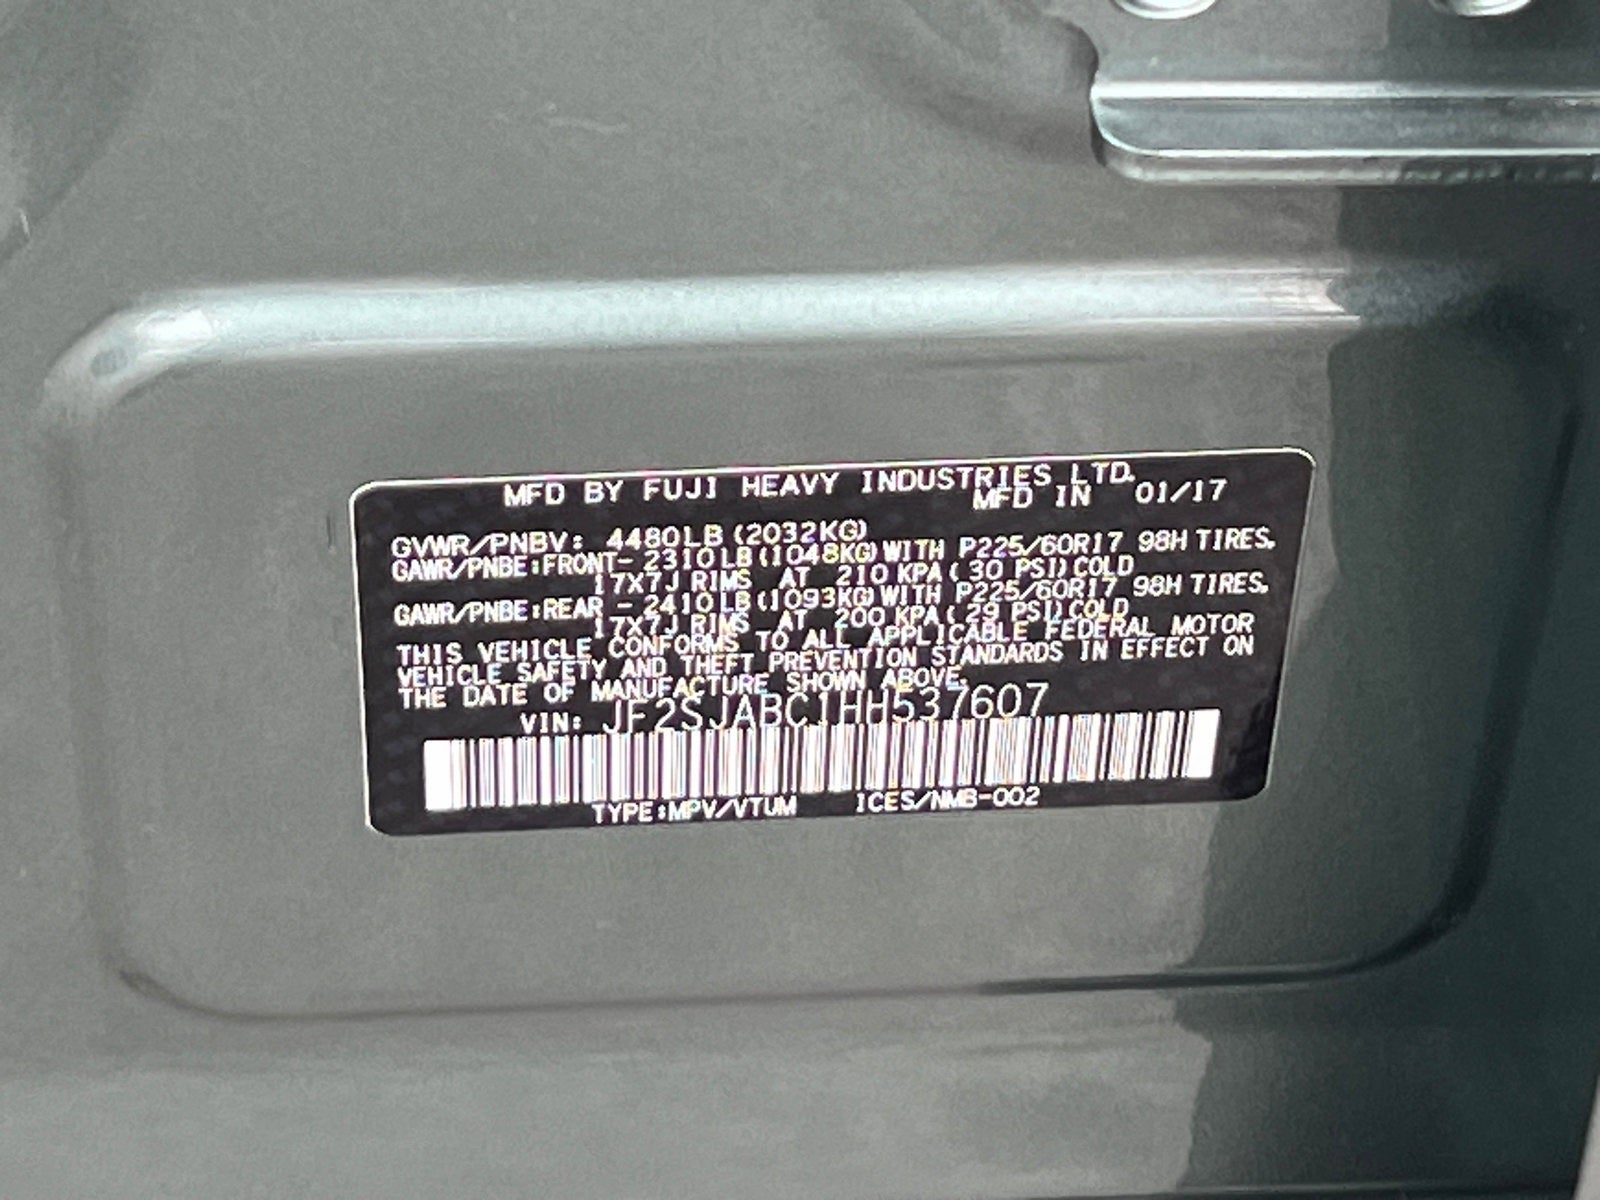 MFD BY FUJI HEAVY INDUSTRIES LTD.
MFD IN 01/17
GVWR/PNBV: 4480LB (2032KG)
GAWR/PNBE:FRONT- 2310LB(1048KG)WITH P225/60R17 98H TIRES.
17X7J RIMS AT 210 KPA( 30 PSI)COLD
GAWR/PNBE:REAR - 2410LB(1093KG)WITH P225/60R17 98H TIRES.
17X7J RIMS AT 200 KPA( 29 PSI)COLD
THIS VEHICLE CONFORMS TO ALL APPLICABLE FEDERAL MOTOR
VEHICLE SAFETY AND THEFT PREVENTION STANDARDS IN EFFECT ON
THE DATE OF MANUFACTURE SHOWN ABOVE.
VIN: JF2SJABC1HH537607
TYPE:MPV/VTUM ICES/NMB-002